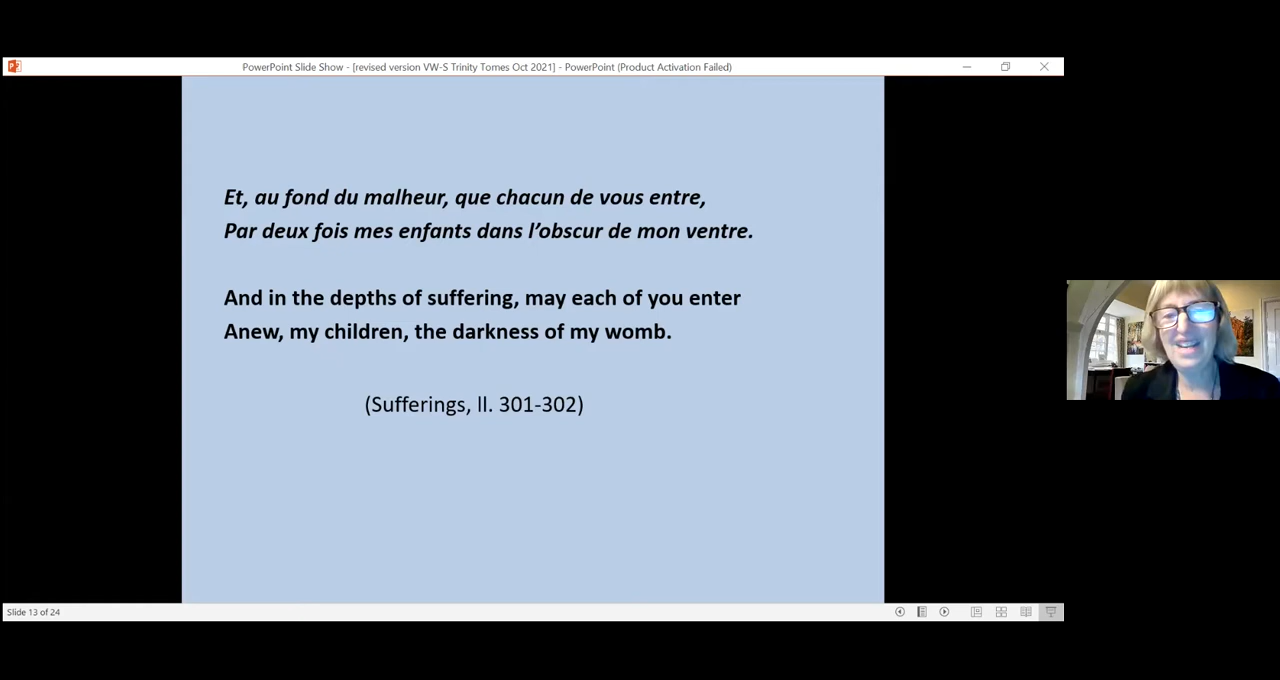 PowerPoint Slide Show - [revised version VW-S Trinity Tomes Oct 2021] - PowerPoint (Product Activation Failed)
Et, au fond du malheur, que chacun de vous entre,
Par deux fois mes enfants dans l’obscur de mon ventre.
And in the depths of suffering, may each of you enter
Anew, my children, the darkness of my womb.
(Sufferings, ll. 301-302)
Slide 13 of 24